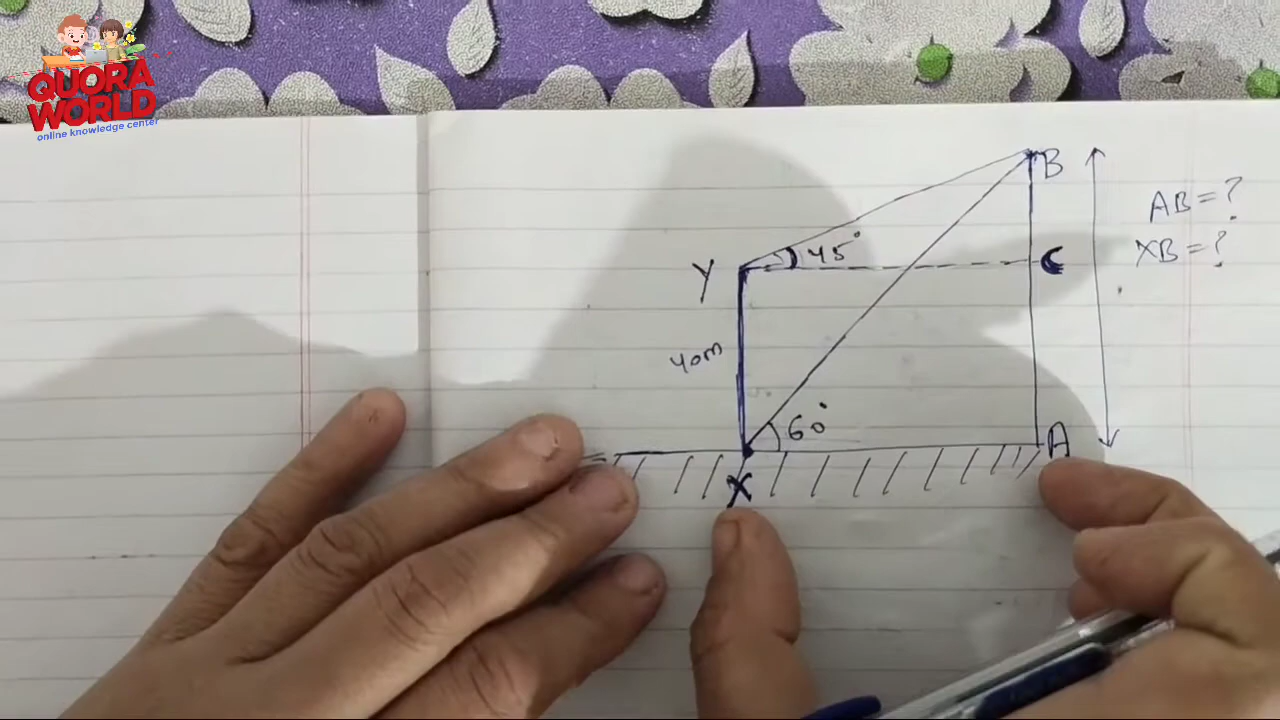 QUORA
WORLD
online knowledge center
B
AB=?
Y
45°
C
XB=?
40m
60°
A
X